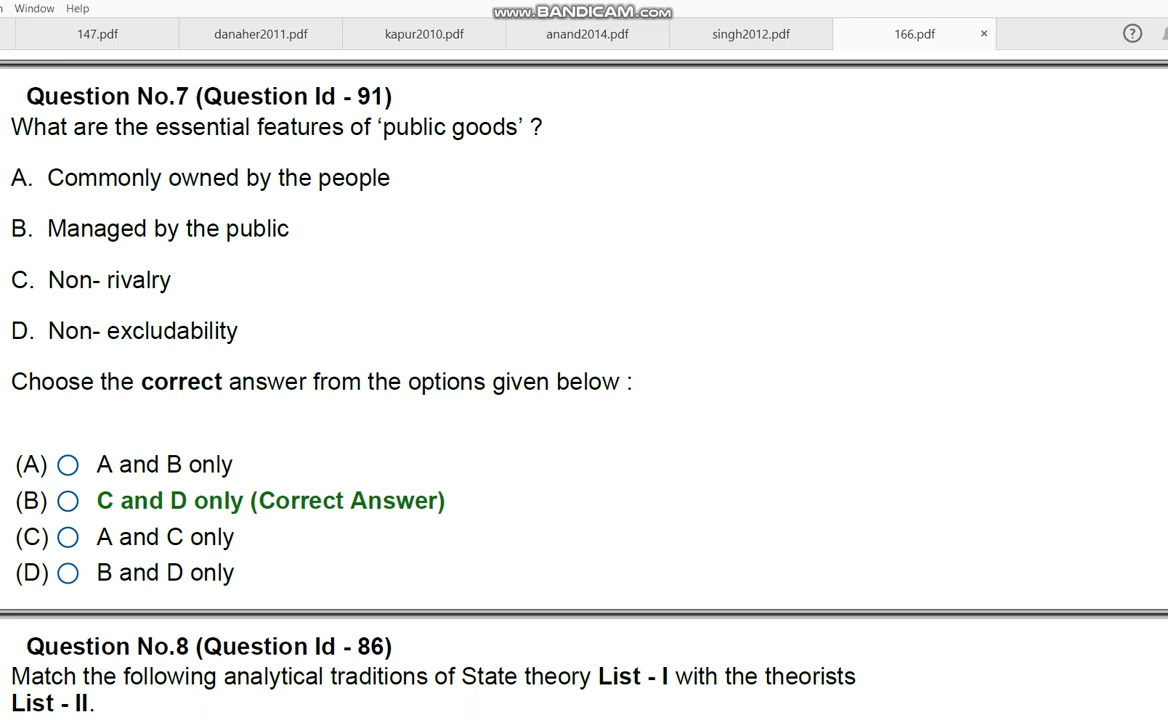 Window Help
www.BANDICAM.com
147.pdf danaher2011.pdf kapur2010.pdf anand2014.pdf singh2012.pdf 166.pdf × ?
Question No.7 (Question Id - 91)
What are the essential features of ‘public goods’ ?
A. Commonly owned by the people
B. Managed by the public
C. Non- rivalry
D. Non- excludability
Choose the correct answer from the options given below :
(A) A and B only
(B) C and D only (Correct Answer)
(C) A and C only
(D) B and D only
Question No.8 (Question Id - 86)
Match the following analytical traditions of State theory List - I with the theorists
List - II.